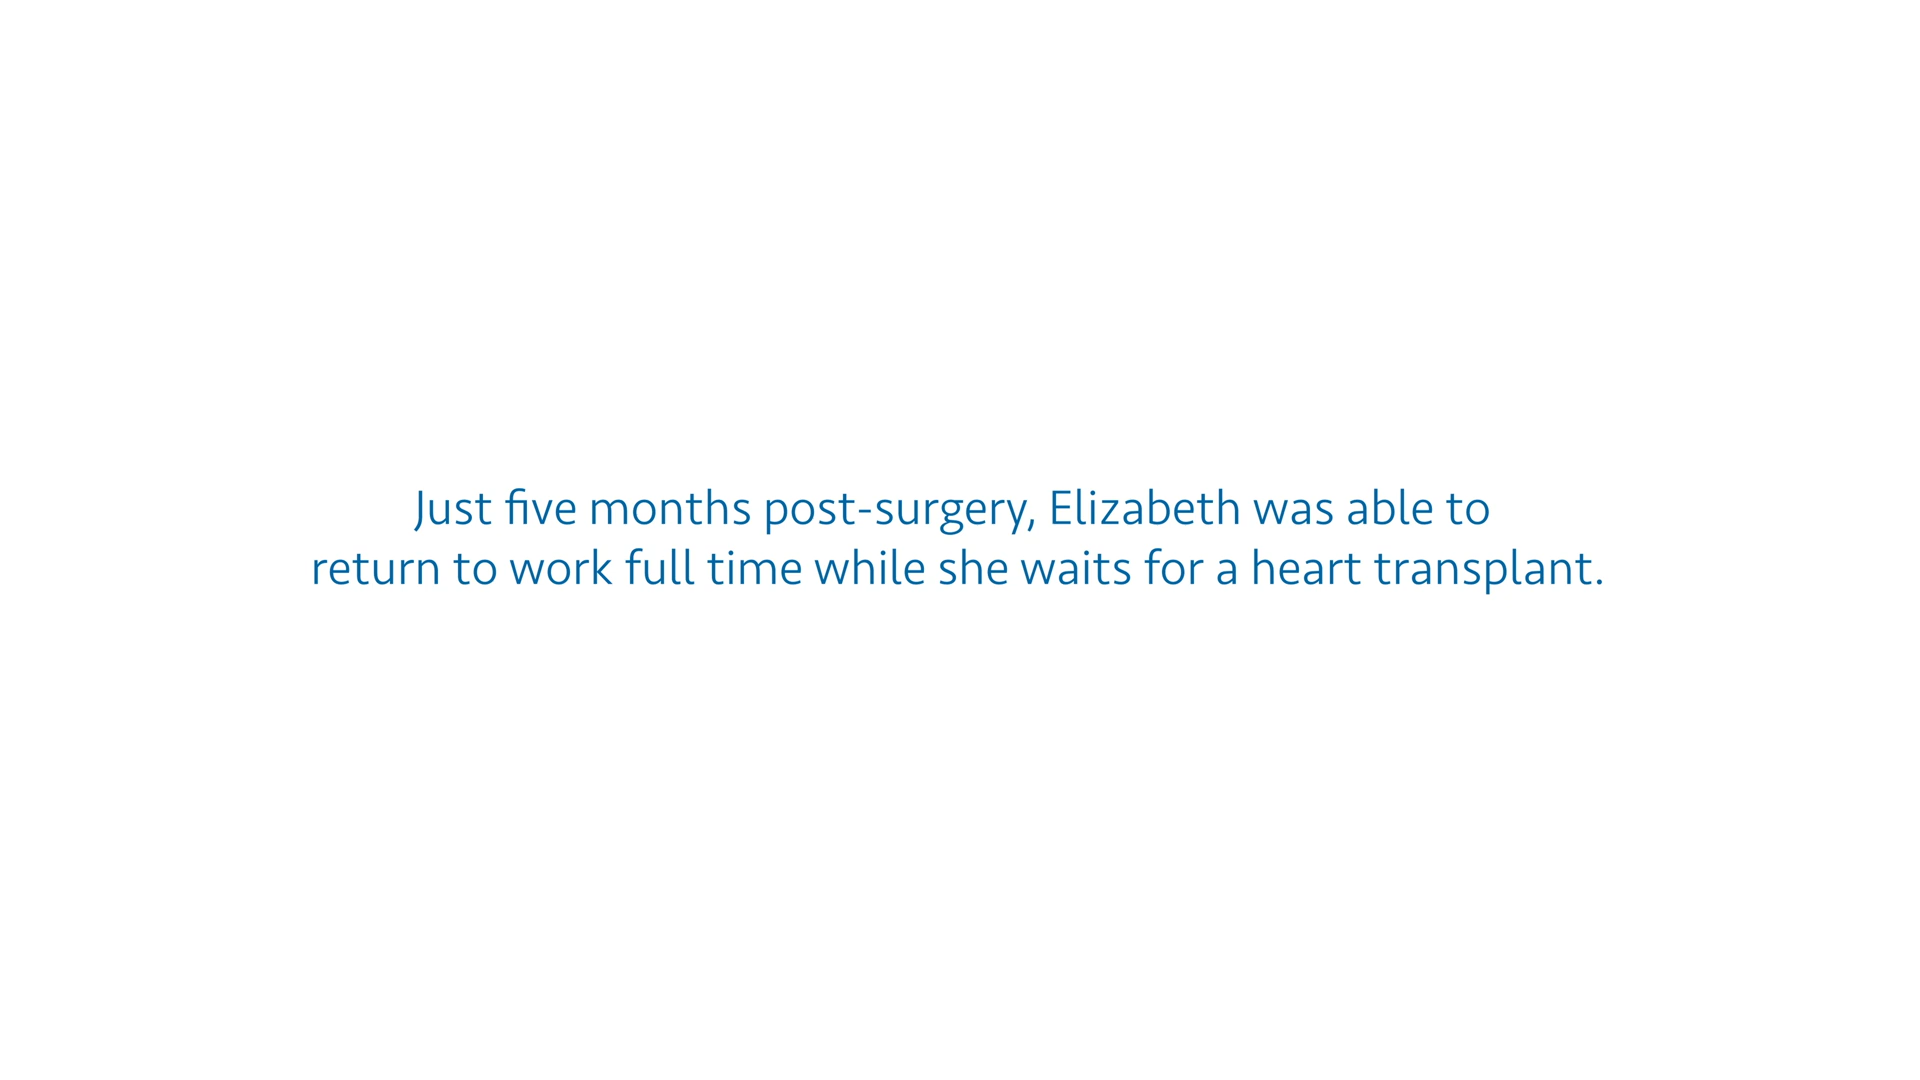 Just five months post-surgery, Elizabeth was able to
return to work full time while she waits for a heart transplant.